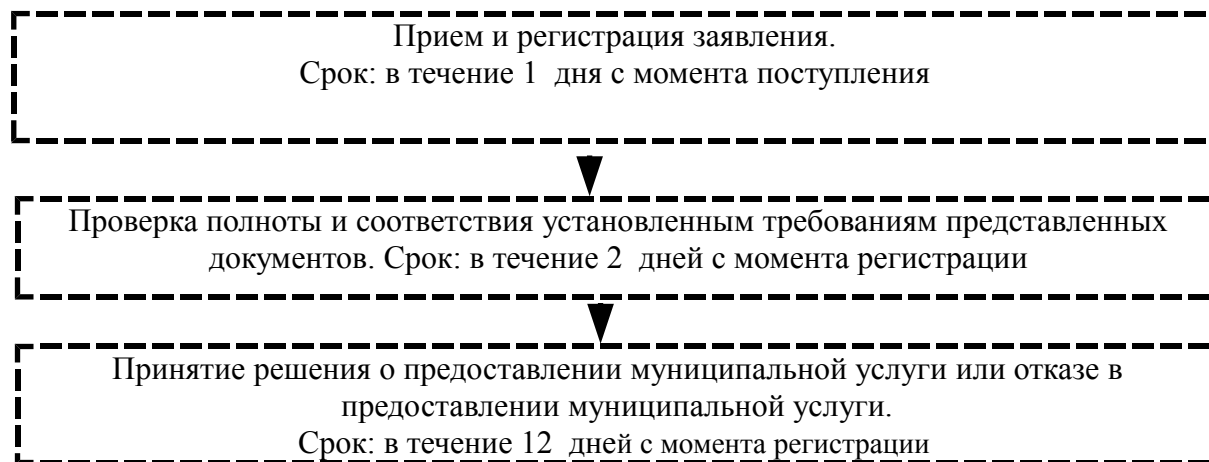 Прием и регистрация заявления.
Срок: в течение 1 дня с момента поступления
Проверка полноты и соответствия установленным требованиям представленных
документов. Срок: в течение 2 дней с момента регистрации
Принятие решения о предоставлении муниципальной услуги или отказе в
предоставлении муниципальной услуги.
Срок: в течение 12 дней с момента регистрации